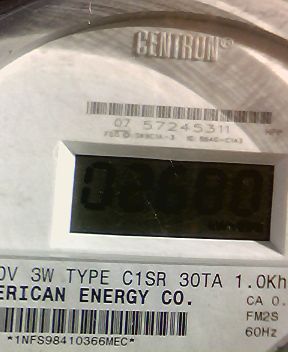 CENTRON®
07 57245311
0V 3W TYPE C1SR 30TA 1.0Kh
ERICAN ENERGY CO.
CA 0.
FM2S
60Hz
*1NFS98410366MEC*